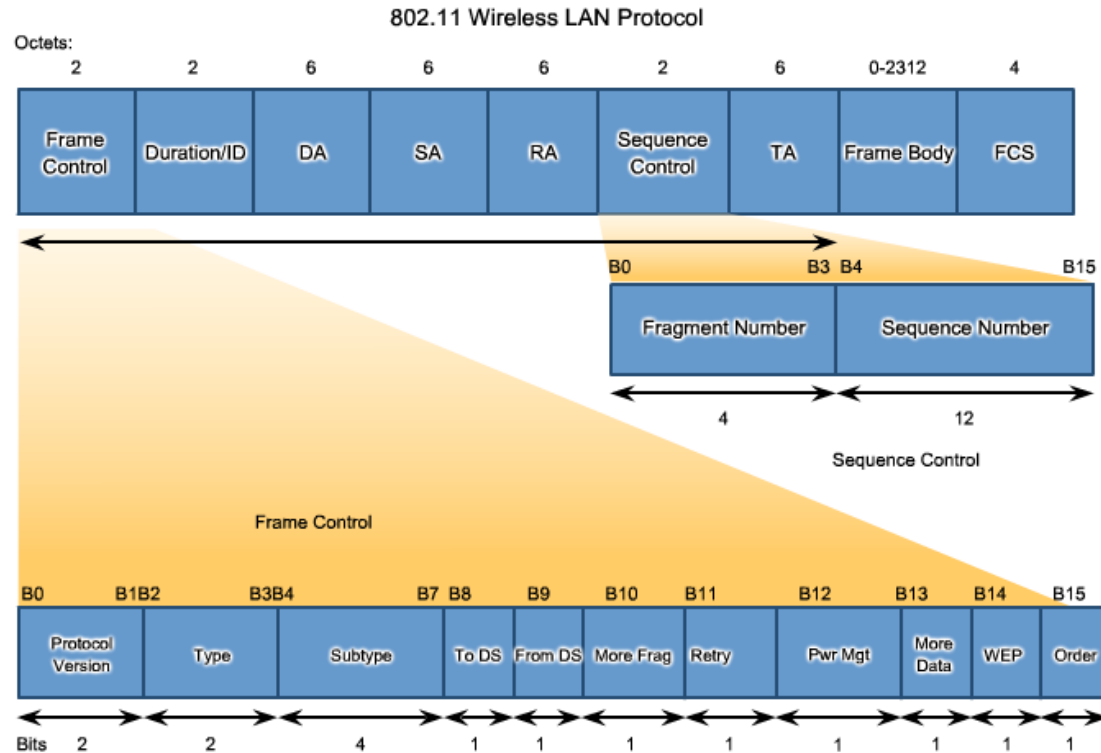 802.11 Wireless LAN Protocol
Octets:
2 2 6 6 6 2 6 0-2312 4
Frame Control Duration/ID DA SA RA Sequence Control TA Frame Body FCS
B0 B3 B4 B15
Fragment Number Sequence Number
4 12
Sequence Control
Frame Control
B0 B1B2 B3B4 B7 B8 B9 B10 B11 B12 B13 B14 B15
Protocol Version Type Subtype To DS From DS More Frag Retry Pwr Mgt More Data WEP Order
Bits 2 2 4 1 1 1 1 1 1 1 1